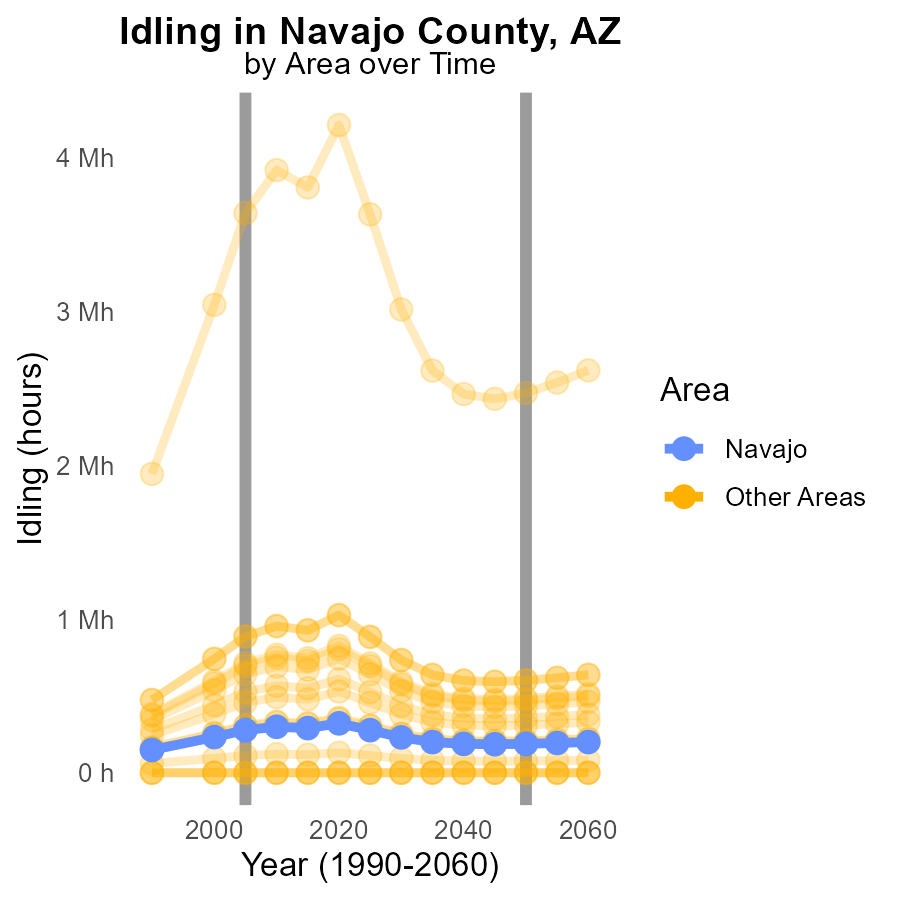 Idling in Navajo County, AZ
by Area over Time
Idling (hours)
4 Mh
3 Mh
2 Mh
1 Mh
0 h
2000 2020 2040 2060
Year (1990-2060)
Area
Navajo
Other Areas